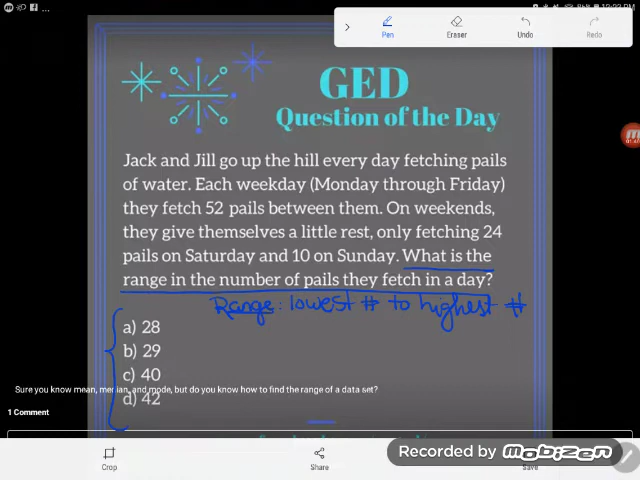 Pen
Eraser
Undo
Redo
GED
Question of the Day
Jack and Jill go up the hill every day fetching pails
of water. Each weekday (Monday through Friday)
they fetch 52 pails between them. On weekends,
they give themselves a little rest, only fetching 24
pails on Saturday and 10 on Sunday. What is the
range in the number of pails they fetch in a day?
Range: lowest # to highest #
a) 28
b) 29
c) 40
Sure you know mean, median, and mode, but do you know how to find the range of a data set?
d) 42
1 Comment
Recorded by Mobizen
Crop
Share
Save